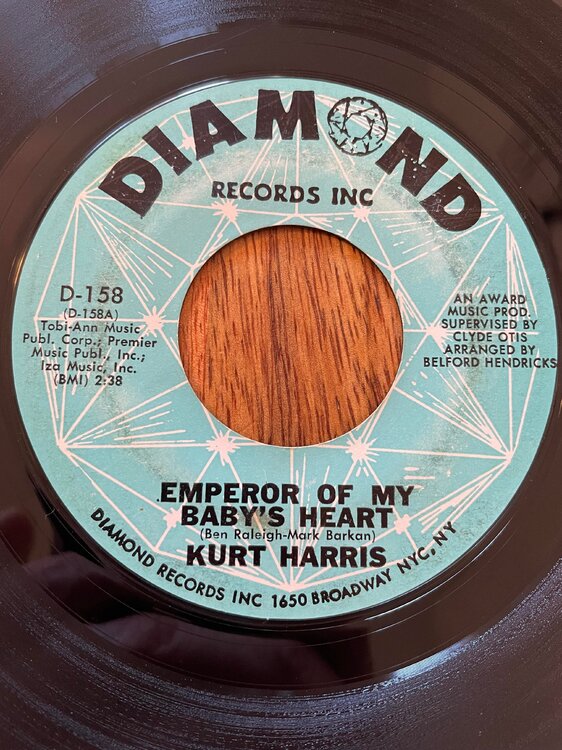 DIAMOND
RECORDS INC
D-158
(D-158A)
Tobi-Ann Music
Publ. Corp.; Premier
Music Publ., Inc.;
Iza Music, Inc.
(BMI) 2:38
AN AWARD
MUSIC PROD.
SUPERVISED BY
CLYDE OTIS
ARRANGED BY
BELFORD HENDRICKS
EMPEROR OF MY
BABY'S HEART
(Ben Raleigh-Mark Barkan)
KURT HARRIS
DIAMOND RECORDS INC 1650 BROADWAY NYC, NY